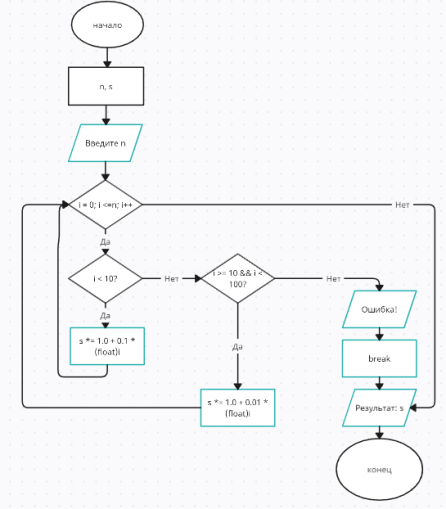 начало
n, s
Введите n
i = 0; i <=n; i++
Нет
Да
i < 10?
Нет
i >= 10 && i <
100?
Нет
Да
s *= 1.0 + 0.1 *
(float)i
Ошибка!
Да
break
s *= 1.0 + 0.01 *
(float)i
Результат: s
конец